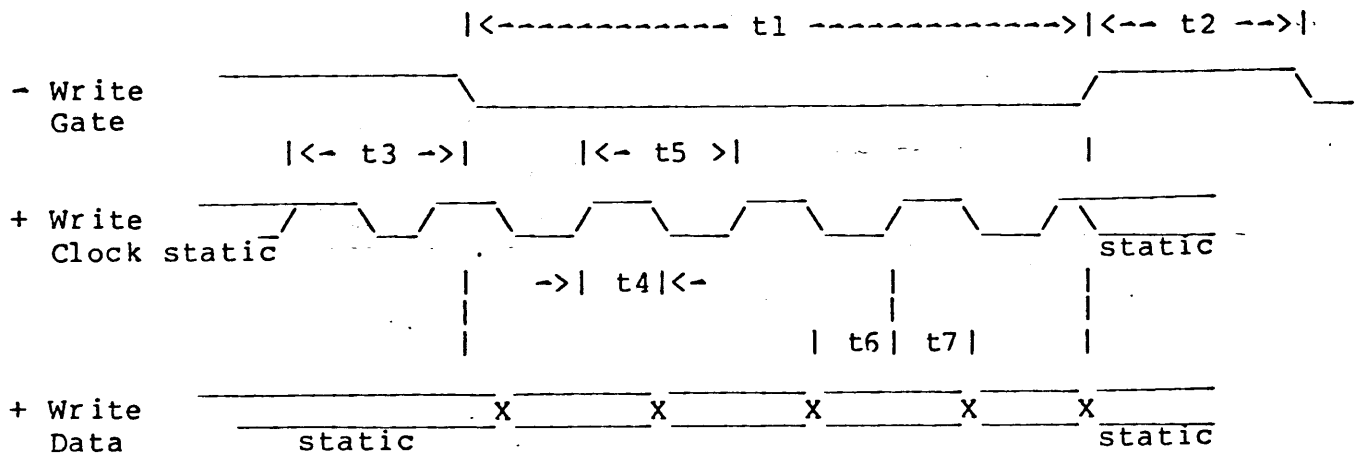 |<------------ t1 ------------>|<-- t2 -->|
- Write
Gate
|<- t3 ->| |<- t5 >| |
+ Write
Clock static static
| ->| t4|<- | |
| | t6| t7| |
+ Write X X X X X
Data static static